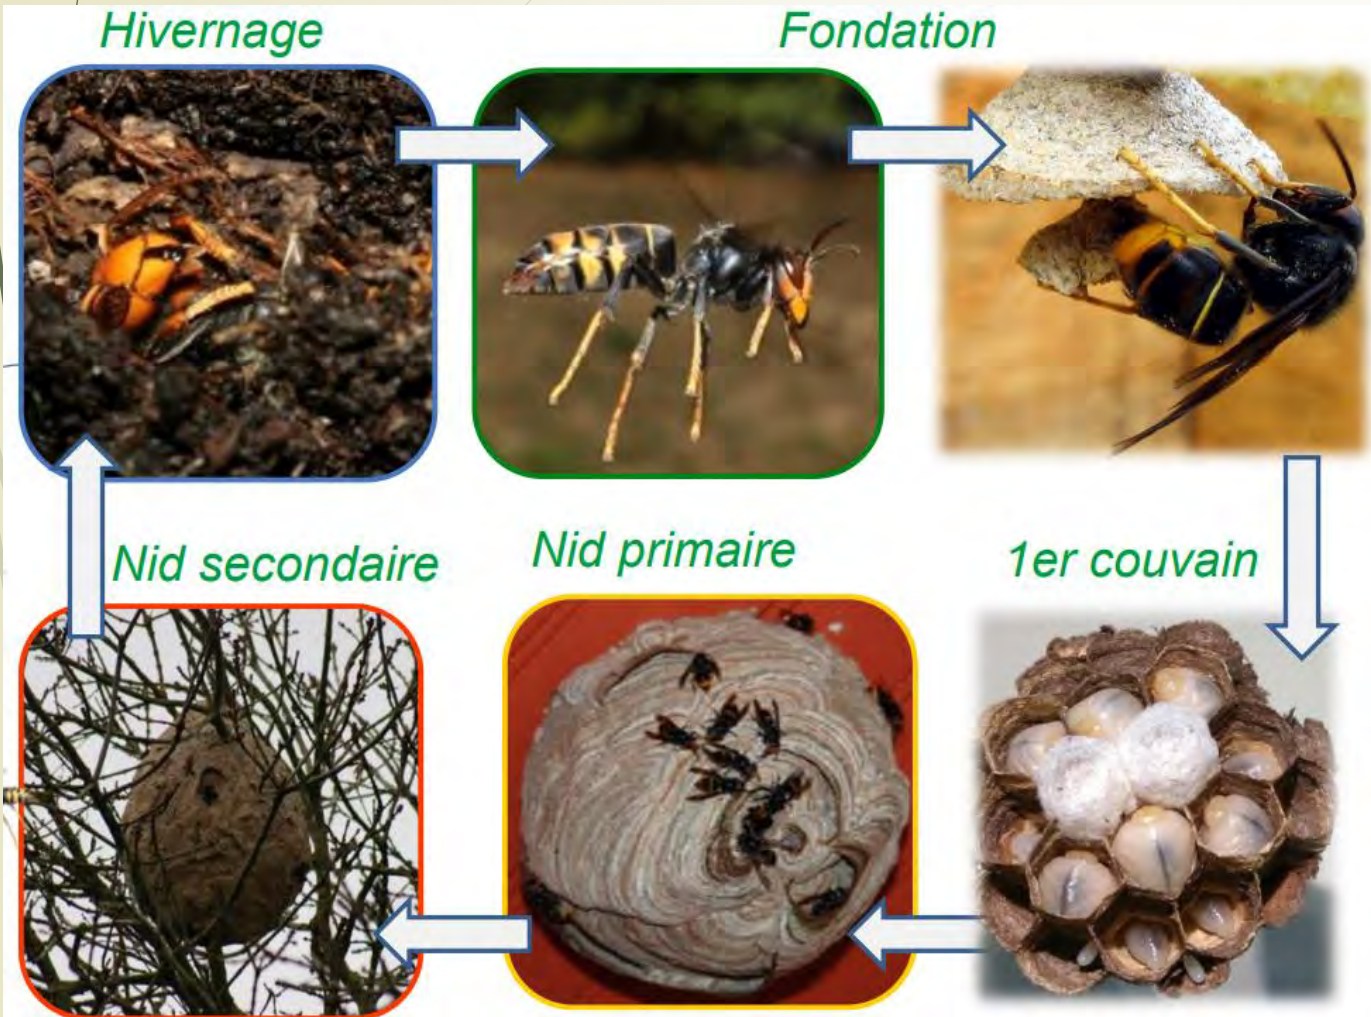 Hivernage
Fondation
Nid secondaire
Nid primaire
1er couvain